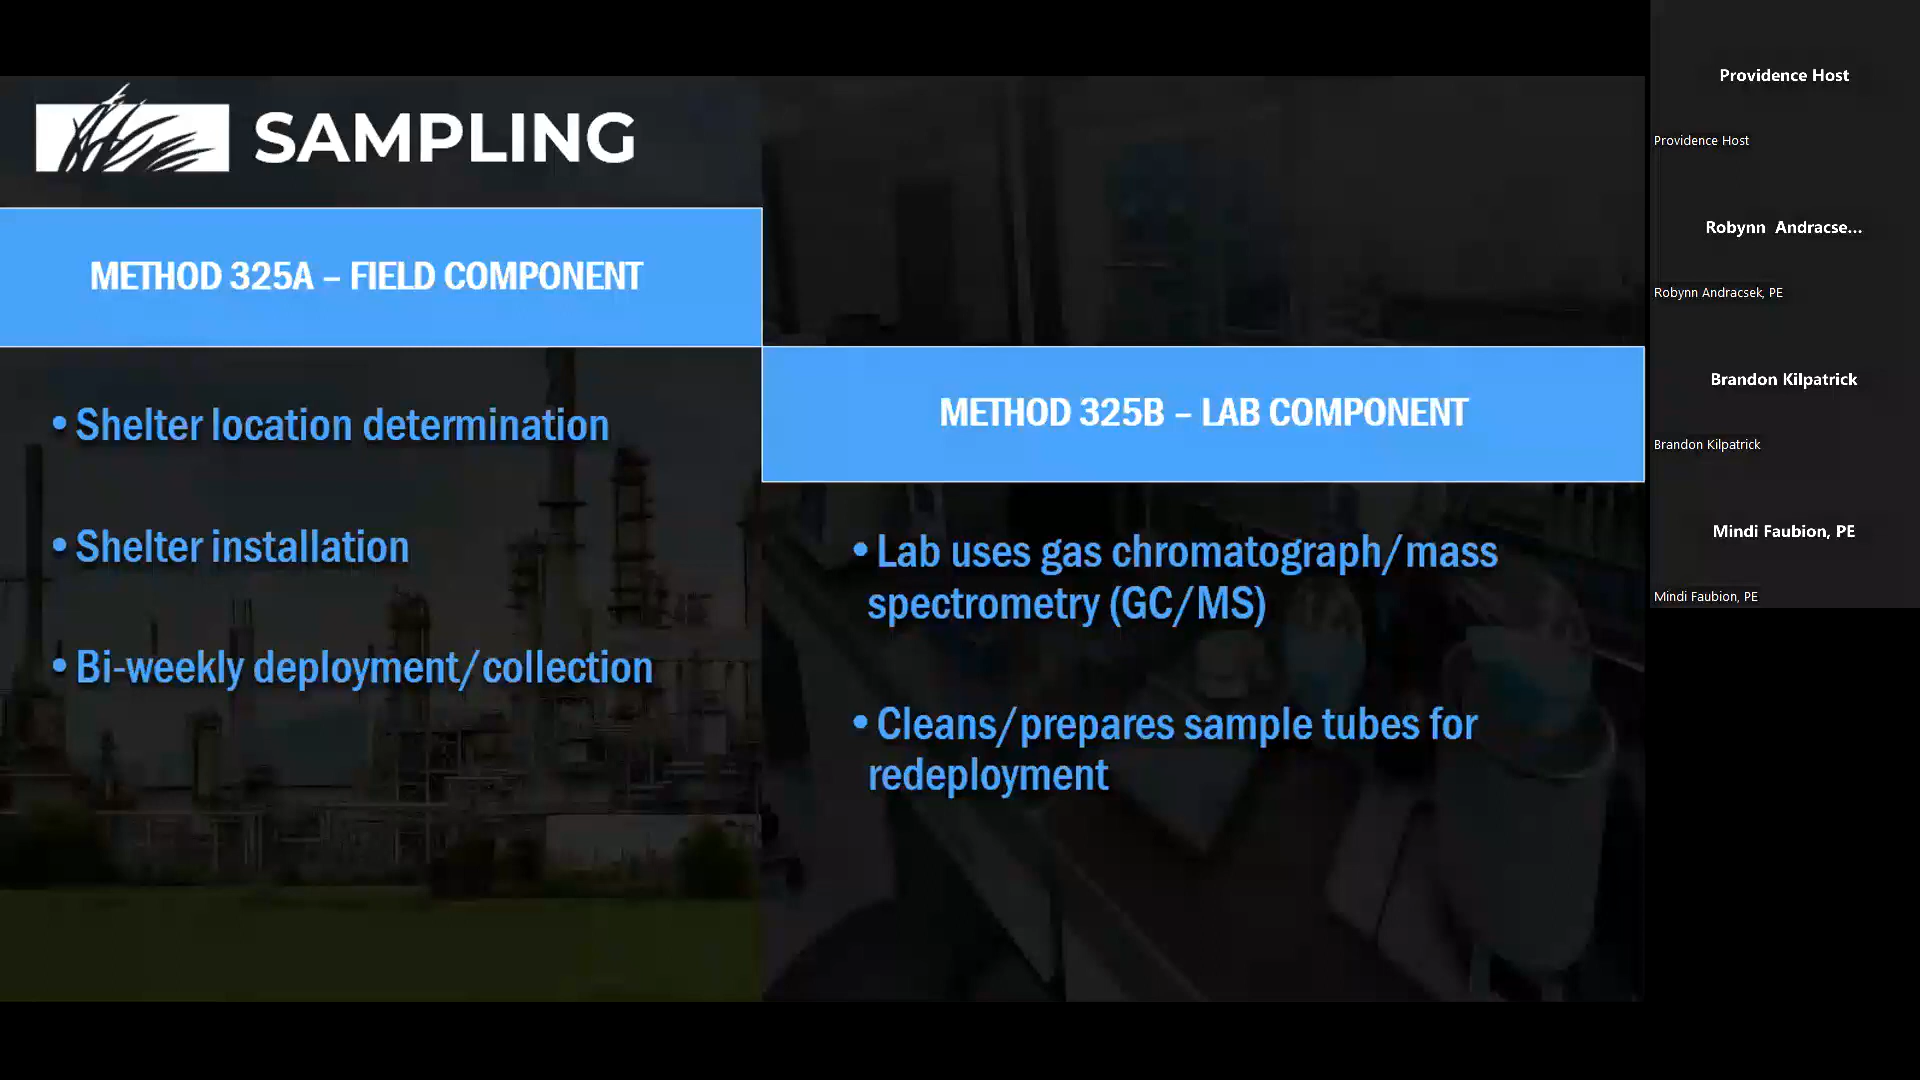 SAMPLING
METHOD 325A – FIELD COMPONENT
• Shelter location determination
• Shelter installation
• Bi-weekly deployment/collection
METHOD 325B – LAB COMPONENT
• Lab uses gas chromatograph/mass
spectrometry (GC/MS)
• Cleans/prepares sample tubes for
redeployment
Providence Host
Providence Host
Robynn Andracse...
Robynn Andracsek, PE
Brandon Kilpatrick
Brandon Kilpatrick
Mindi Faubion, PE
Mindi Faubion, PE